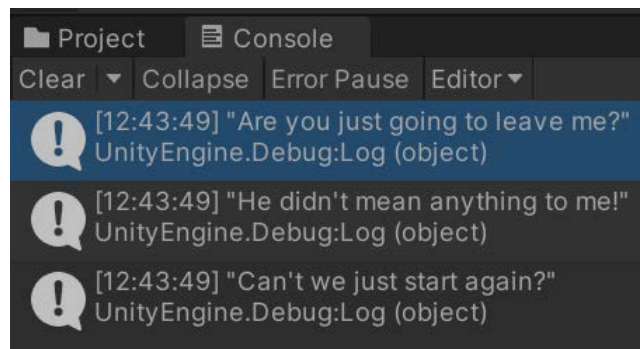 Project Console
Clear Collapse Error Pause Editor
[12:43:49] "Are you just going to leave me?"
UnityEngine.Debug:Log (object)
[12:43:49] "He didn't mean anything to me!"
UnityEngine.Debug:Log (object)
[12:43:49] "Can't we just start again?"
UnityEngine.Debug:Log (object)